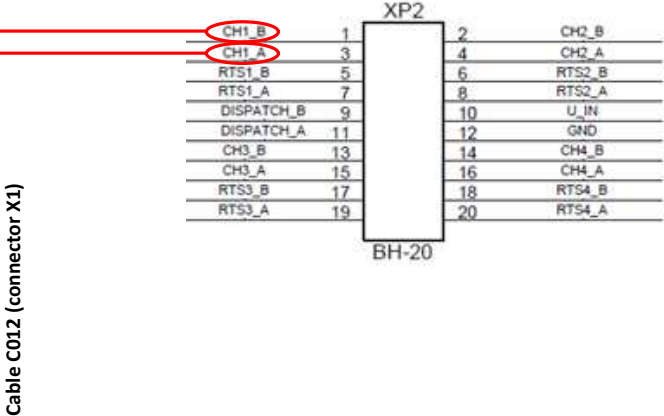 XP2
CH1_B 1 2 CH2_B
CH1_A 3 4 CH2_A
RTS1_B 5 6 RTS2_B
RTS1_A 7 8 RTS2_A
DISPATCH_B 9 10 U_IN
DISPATCH_A 11 12 GND
CH3_B 13 14 CH4_B
CH3_A 15 16 CH4_A
RTS3_B 17 18 RTS4_B
RTS3_A 19 20 RTS4_A
BH-20
Cable C012 (connector X1)